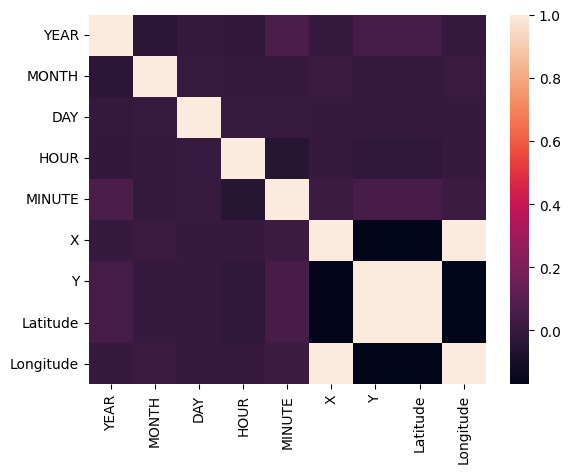 YEAR
MONTH
DAY
HOUR
MINUTE
X
Y
Latitude
Longitude
YEAR
MONTH
DAY
HOUR
MINUTE
X
Y
Latitude
Longitude
1.0
0.8
0.6
0.4
0.2
0.0